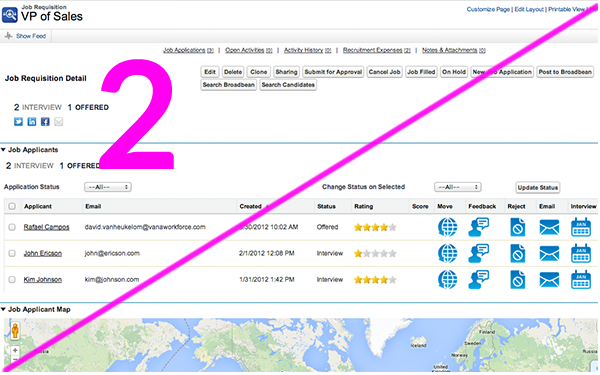 Job Requisition
VP of Sales
Customize Page | Edit Layout | Printable View
Show Feed
Job Applications [3] | Open Activities [0] | Activity History [0] | Recruitment Expenses [2] | Notes & Attachments [0]
Job Requisition Detail
Edit Delete Clone Sharing Submit for Approval Cancel Job Job Filled On Hold New Job Application Post to Broadbean
Search Broadbean Search Candidates
2 INTERVIEW 1 OFFERED
2
Job Applicants
2 INTERVIEW 1 OFFERED
Application Status --All-- Change Status on Selected --All-- Update Status
Applicant Email Created Status Rating Score Move Feedback Reject Email Interview
Rafael Campos david.vanheukelom@vanaworkforce.com /30/2012 10:02 AM Offered
JAN
John Ericson john@ericson.com 2/1/2012 12:08 PM Interview
JAN
Kim Johnson kim@johnson.com 1/31/2012 1:42 PM Interview
JAN
Job Applicant Map
Russia
Iceland
Norway
Sweden
Finland
Russia